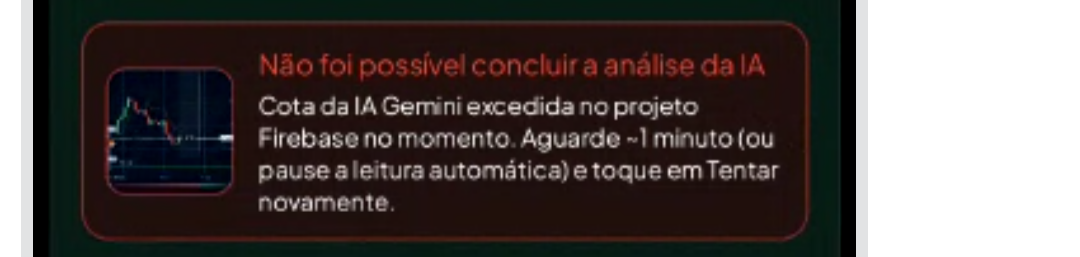 Não foi possível concluir a análise da IA
Cota da IA Gemini excedida no projeto
Firebase no momento. Aguarde ~1 minuto (ou
pause a leitura automática) e toque em Tentar
novamente.